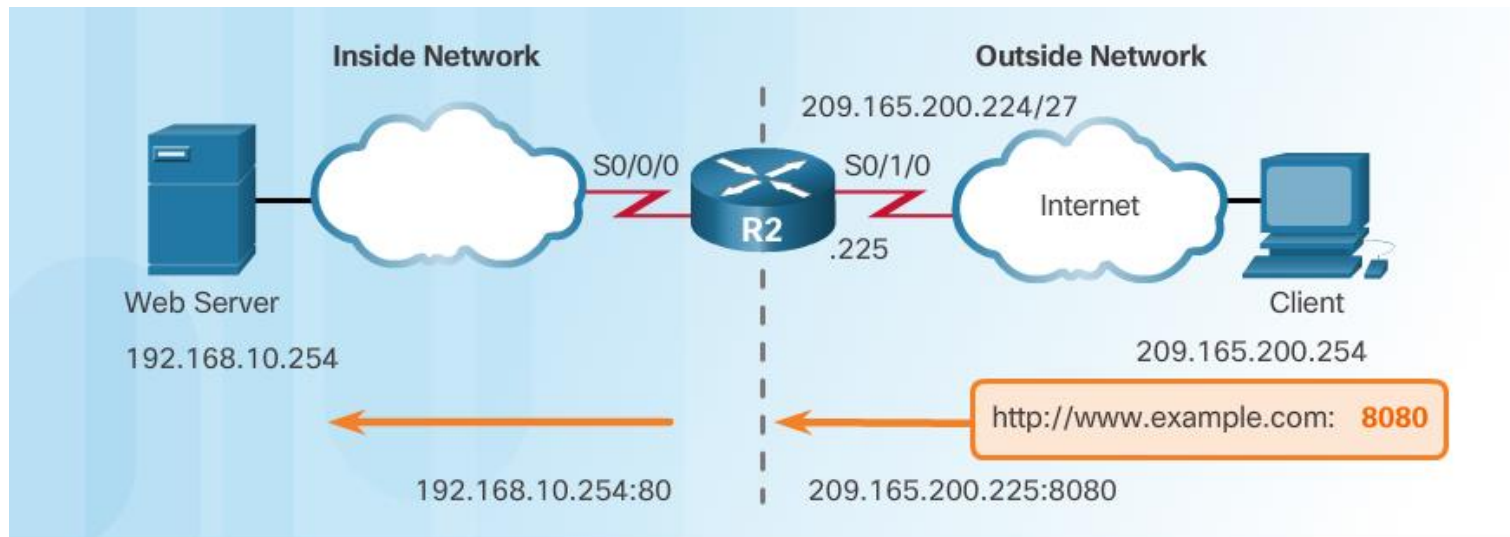 Inside Network
Outside Network
209.165.200.224/27
S0/0/0
S0/1/0
R2
.225
Internet
Web Server
192.168.10.254
Client
209.165.200.254
http://www.example.com: 8080
192.168.10.254:80
209.165.200.225:8080